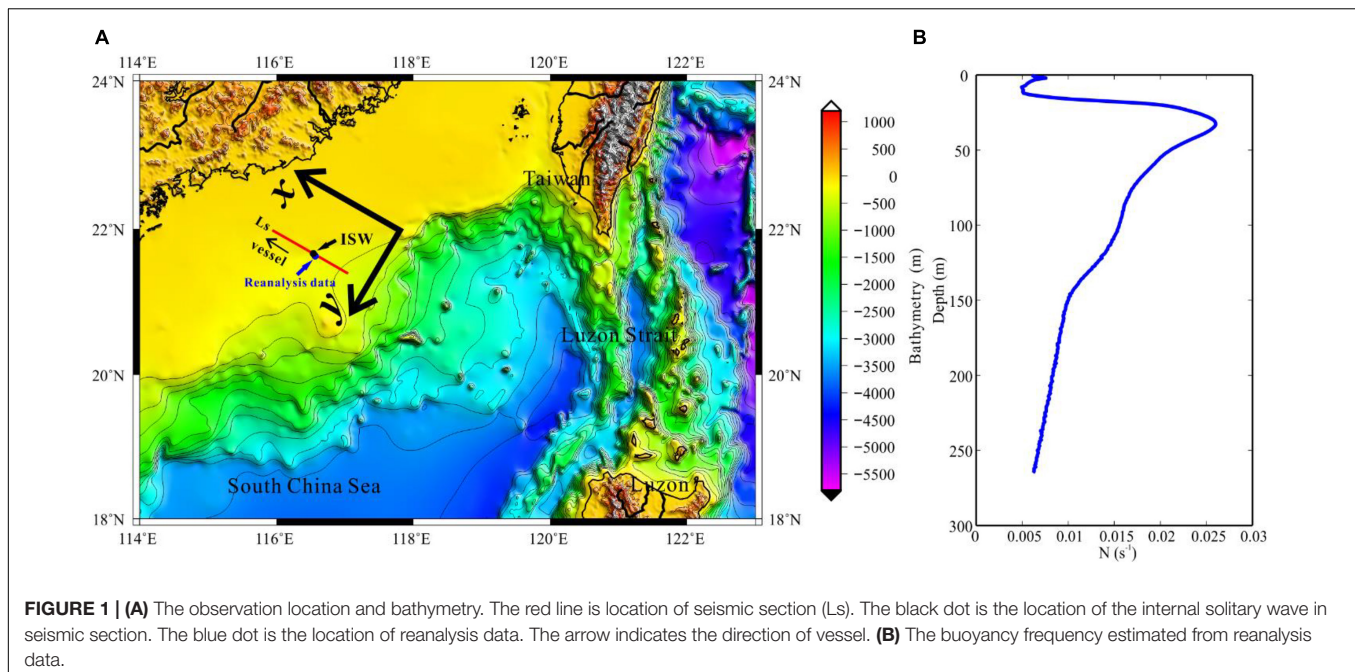 A
B
114°E 116°E 118°E 120°E 122°E
24°N 24°N
22°N 22°N
20°N 20°N
18°N 18°N
114°E 116°E 118°E 120°E 122°E
Taiwan
x
y
Ls
vessel
ISW
Reanalysis data
Luzon Strait
South China Sea
Luzon
1000
500
0
−500
−1000
−1500
−2000
−2500
−3000
−3500
−4000
−4500
−5000
−5500
Bathymetry (m)
Depth (m)
0
50
100
150
200
250
300
0 0.005 0.01 0.015 0.02 0.025 0.03
N (s⁻¹)
FIGURE 1 | (A) The observation location and bathymetry. The red line is location of seismic section (Ls). The black dot is the location of the internal solitary wave in
seismic section. The blue dot is the location of reanalysis data. The arrow indicates the direction of vessel. (B) The buoyancy frequency estimated from reanalysis
data.